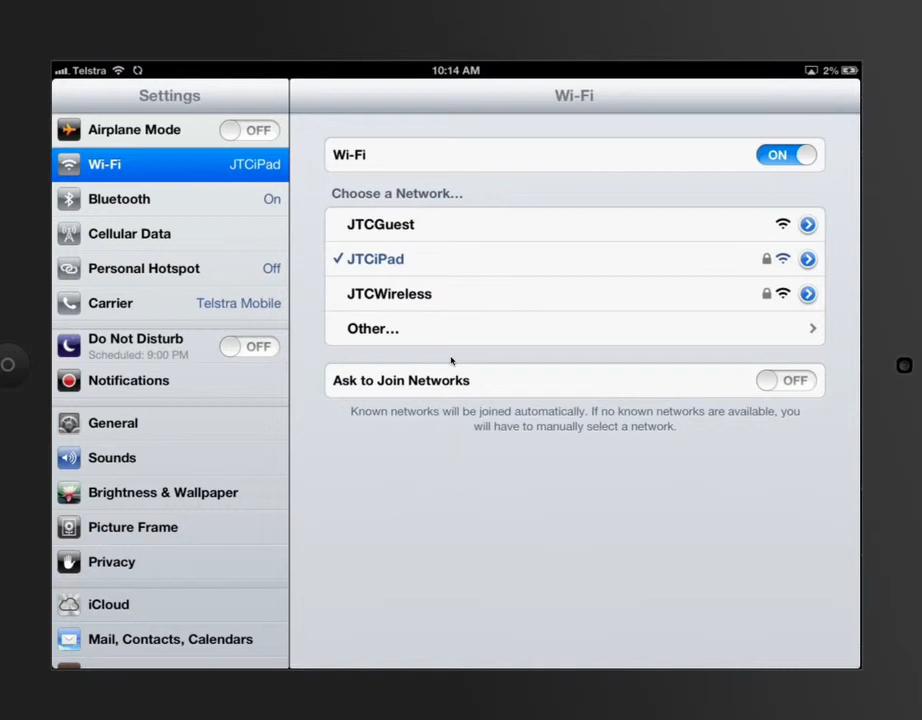 Telstra 10:14 AM 2%
Settings
Airplane Mode OFF
Wi-Fi JTCiPad
Bluetooth On
Cellular Data
Personal Hotspot Off
Carrier Telstra Mobile
Do Not Disturb OFF
Scheduled: 9:00 PM
Notifications
General
Sounds
Brightness & Wallpaper
Picture Frame
Privacy
iCloud
Mail, Contacts, Calendars
Wi-Fi
Wi-Fi ON
Choose a Network...
JTCGuest
✓ JTCiPad
JTCWireless
Other...
Ask to Join Networks OFF
Known networks will be joined automatically. If no known networks are available, you
will have to manually select a network.